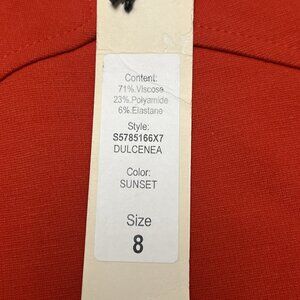 Content:
71%.Viscose
23%.Polyamide
6%.Elastane
Style:
S5785166X7
DULCENEA
Color:
SUNSET
Size
8